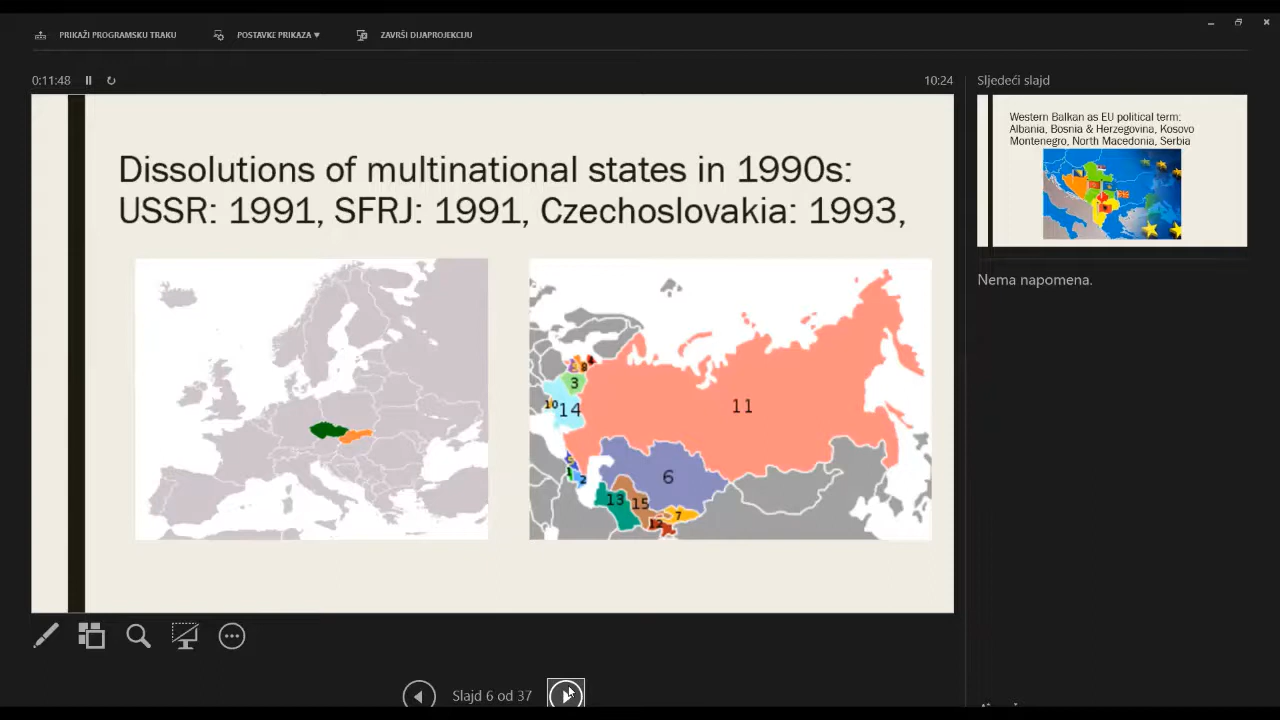 PRIKAŽI PROGRAMSKU TRAKU
POSTAVKE PRIKAZA ▾
ZAVRŠI DIJAPROJEKCIJU
0:11:48
10:24
Sljedeći slajd
Dissolutions of multinational states in 1990s:
USSR: 1991, SFRJ: 1991, Czechoslovakia: 1993,
3
10
14
11
1
2
6
13
15
7
12
Western Balkan as EU political term:
Albania, Bosnia & Herzegovina, Kosovo
Montenegro, North Macedonia, Serbia
Nema napomena.
Slajd 6 od 37